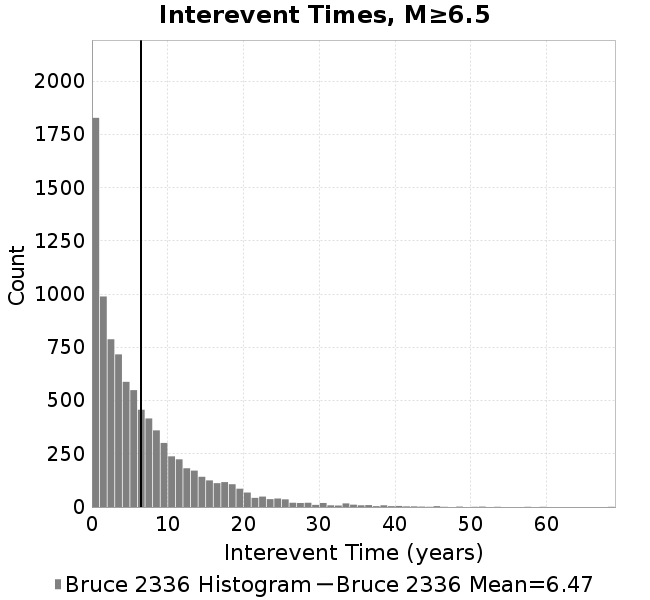 Interevent Times, M≥6.5
2000
1750
1500
1250
1000
750
500
250
0
Count
0 10 20 30 40 50 60
Interevent Time (years)
Bruce 2336 Histogram Bruce 2336 Mean=6.47